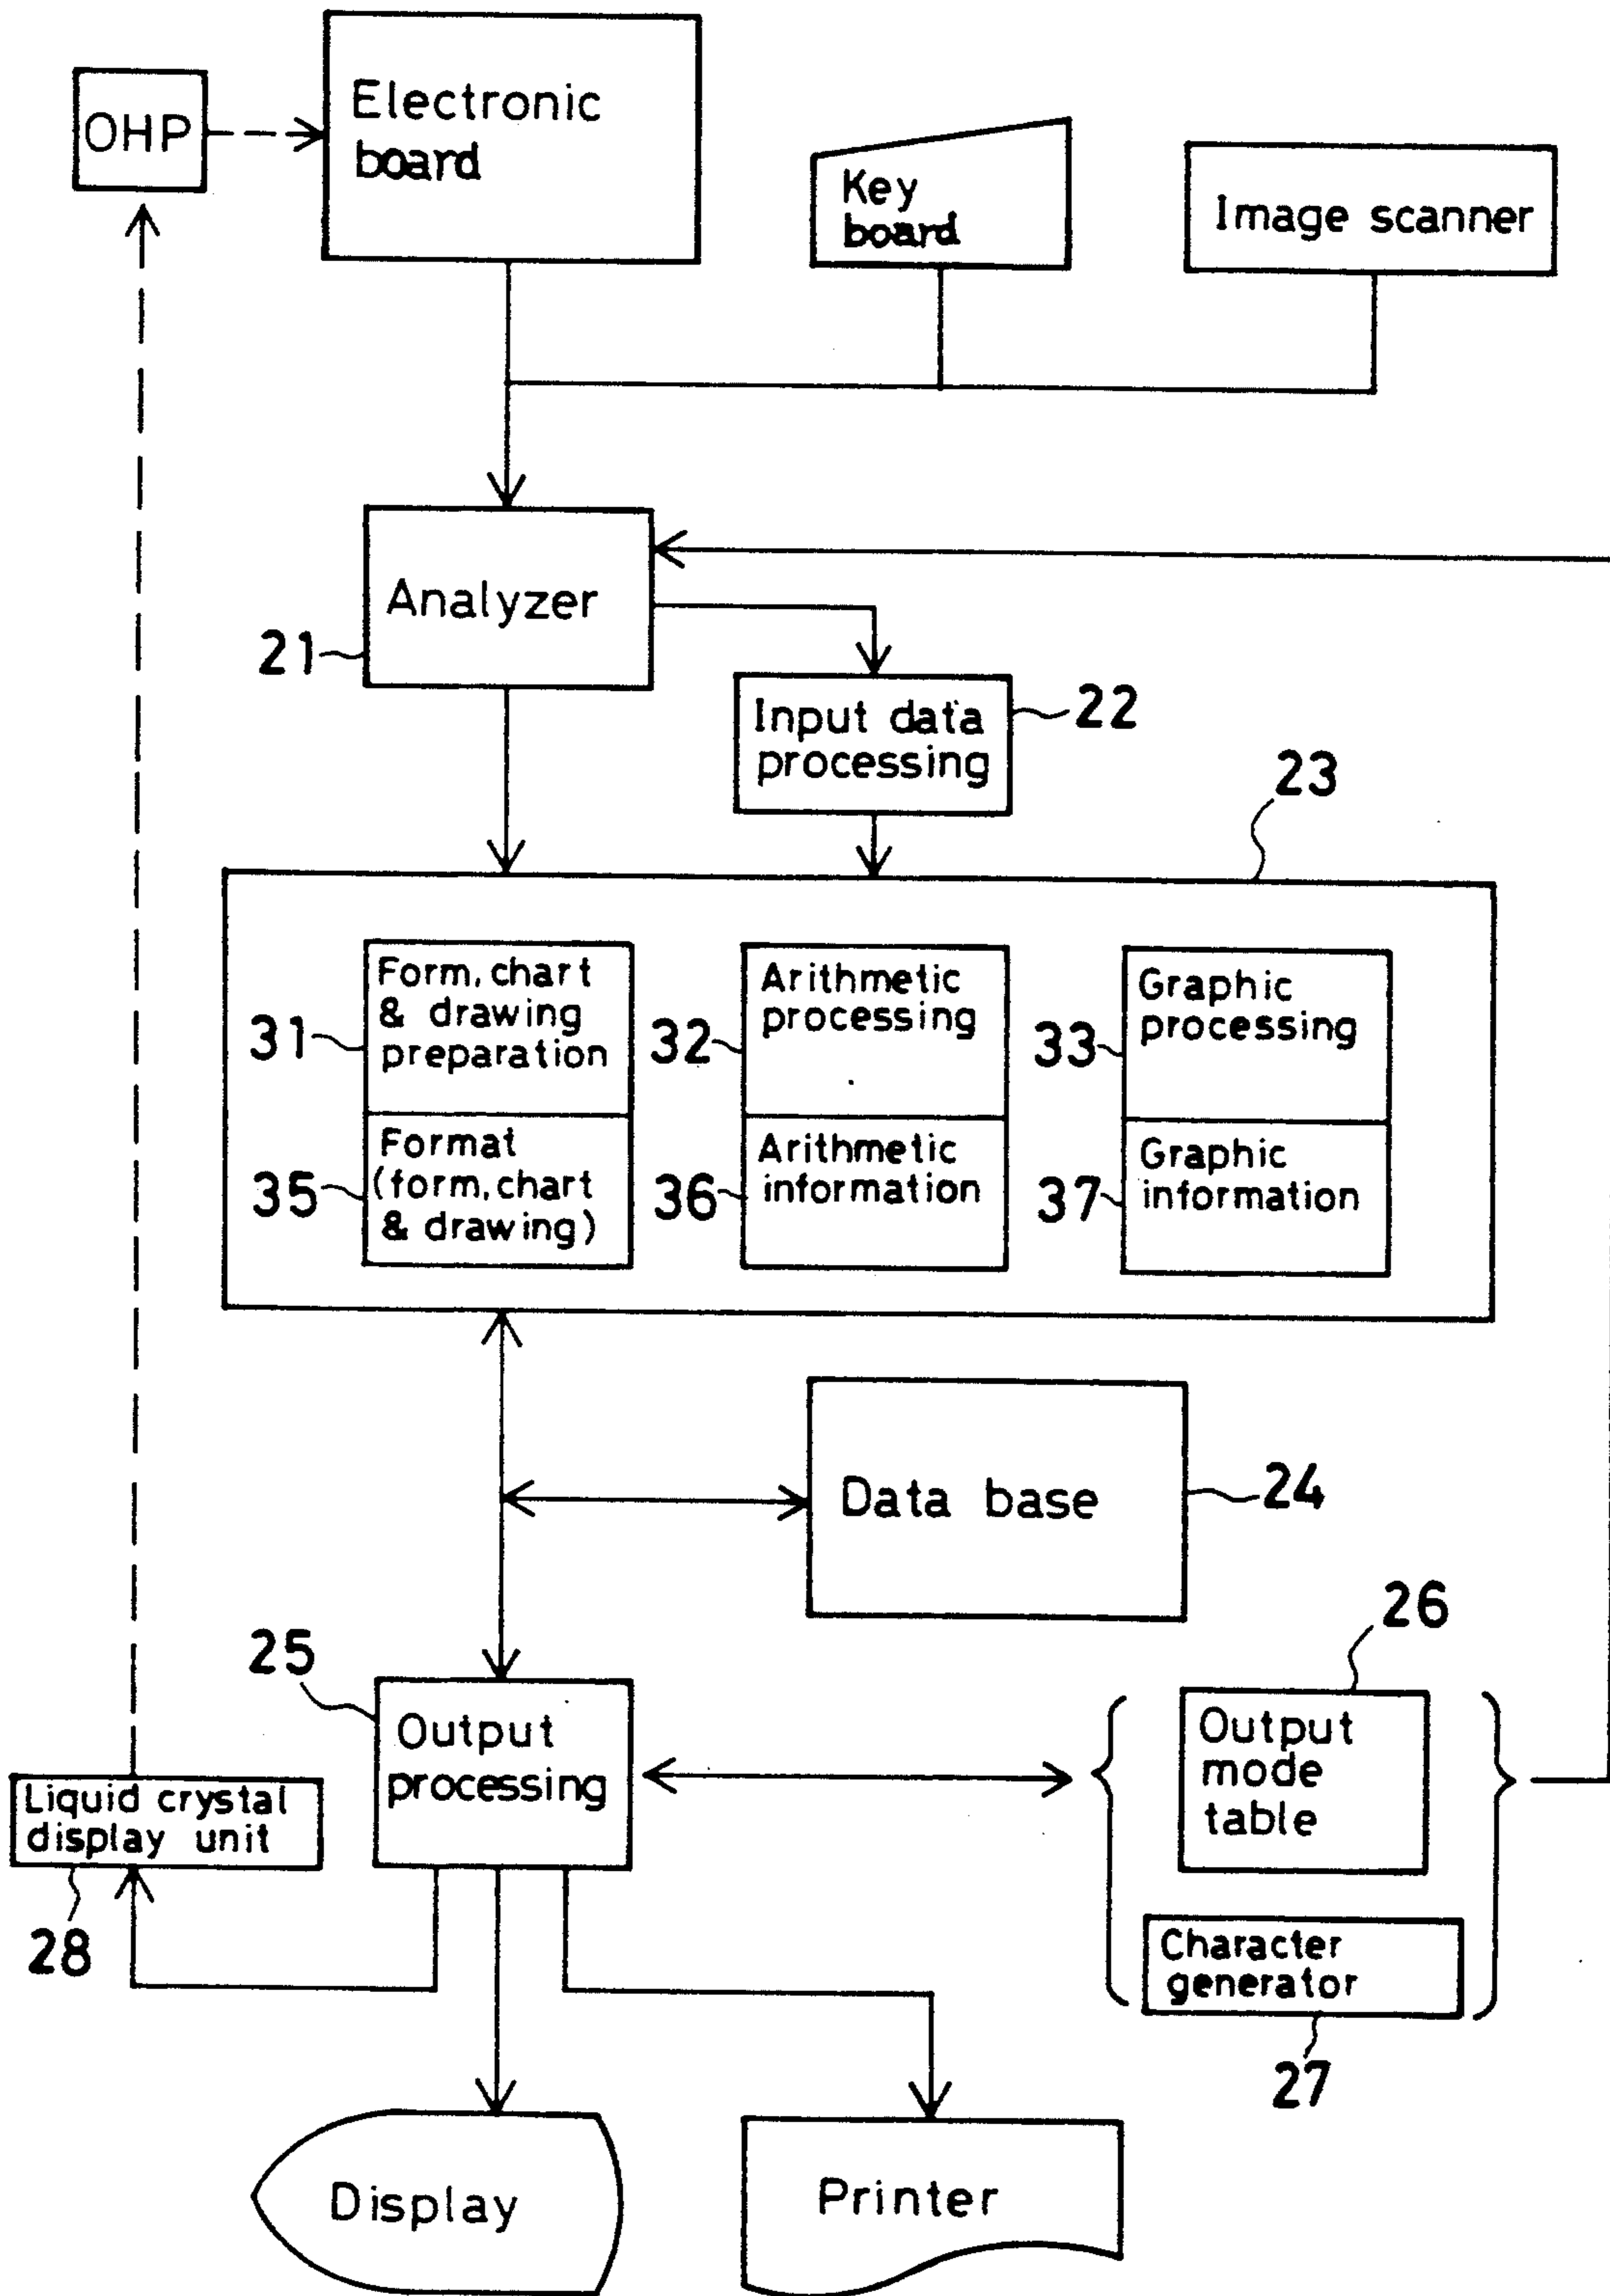 OHP
Electronic
board
Key
board
Image scanner
Analyzer
21
Input data
processing
22
23
Form, chart
& drawing
preparation
31
Arithmetic
processing
32
Graphic
processing
33
Format
(form, chart
& drawing)
35
Arithmetic
information
36
Graphic
information
37
Data base
24
25
Output
processing
26
Output
mode
table
Liquid crystal
display unit
28
Character
generator
27
Display
Printer